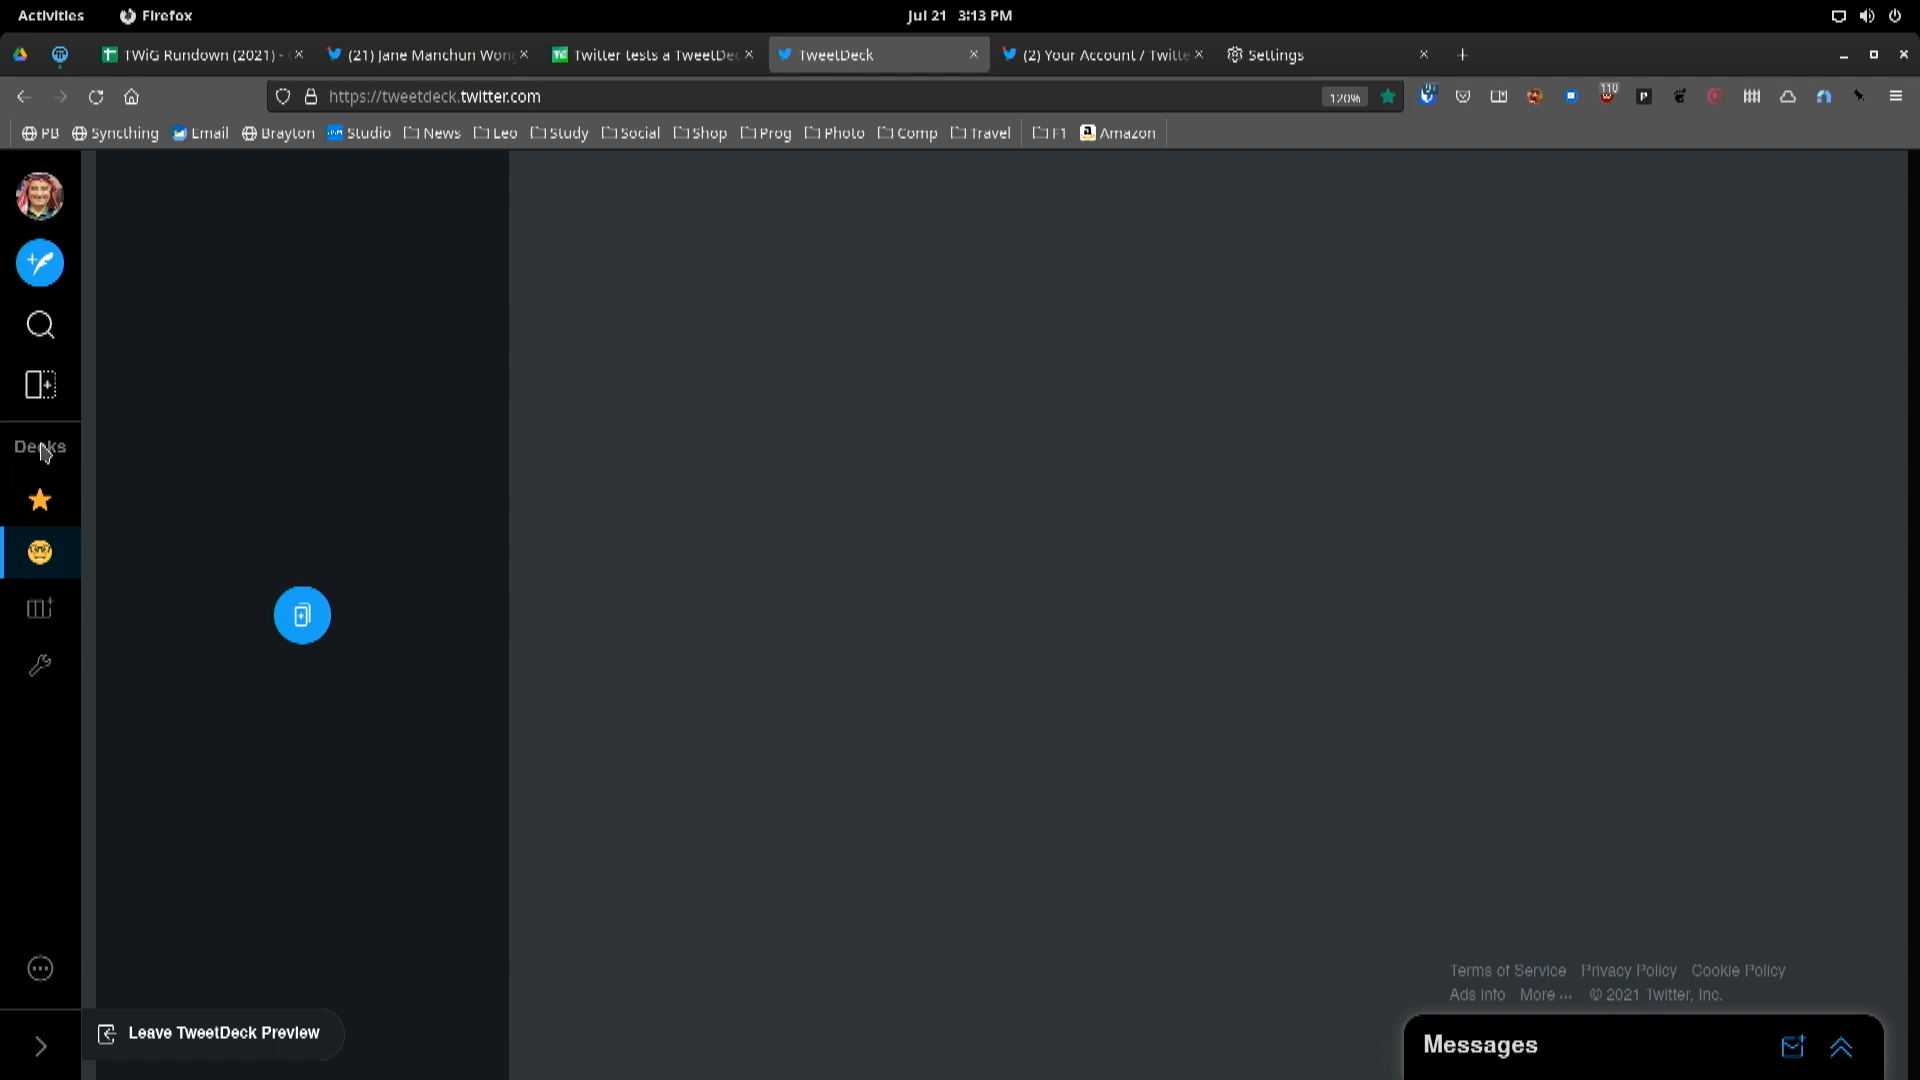 Activities Firefox Jul 21 3:13 PM
TWiG Rundown (2021) - (21) Jane Manchun Wong Twitter tests a TweetDec TweetDeck (2) Your Account / Twitte Settings
https://tweetdeck.twitter.com 120% 110
PB Syncthing Email Brayton Studio News Leo Study Social Shop Prog Photo Comp Travel F1 Amazon
Decks
Terms of Service Privacy Policy Cookie Policy
Ads info More ··· © 2021 Twitter, Inc.
Leave TweetDeck Preview
Messages